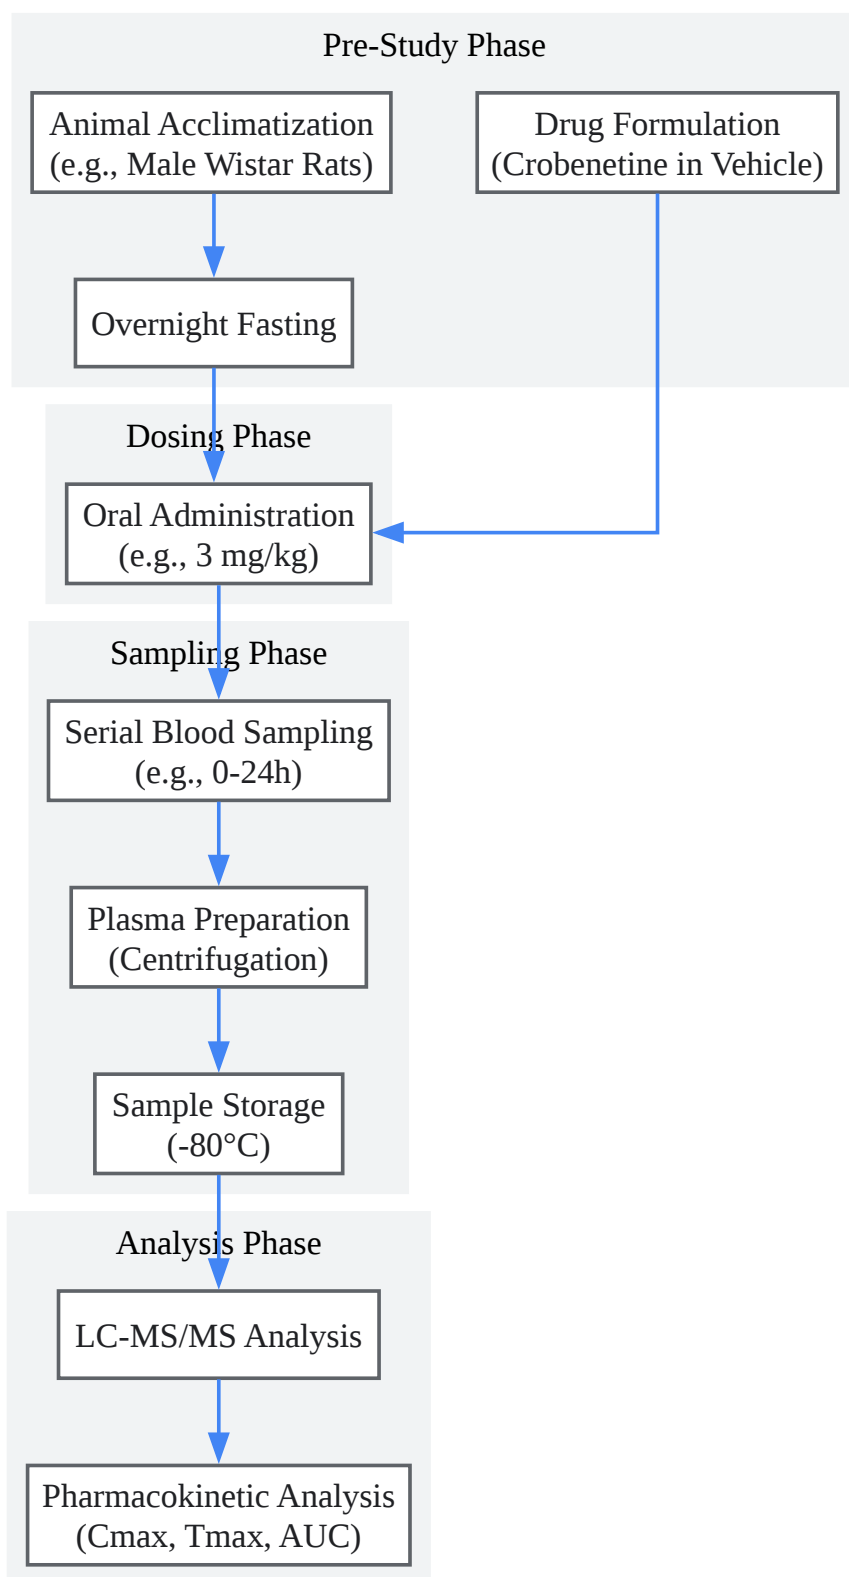 Pre-Study Phase
Animal Acclimatization
(e.g., Male Wistar Rats)
Drug Formulation
(Crobenetine in Vehicle)
Overnight Fasting
Dosing Phase
Oral Administration
(e.g., 3 mg/kg)
Sampling Phase
Serial Blood Sampling
(e.g., 0-24h)
Plasma Preparation
(Centrifugation)
Sample Storage
(-80°C)
Analysis Phase
LC-MS/MS Analysis
Pharmacokinetic Analysis
(Cmax, Tmax, AUC)